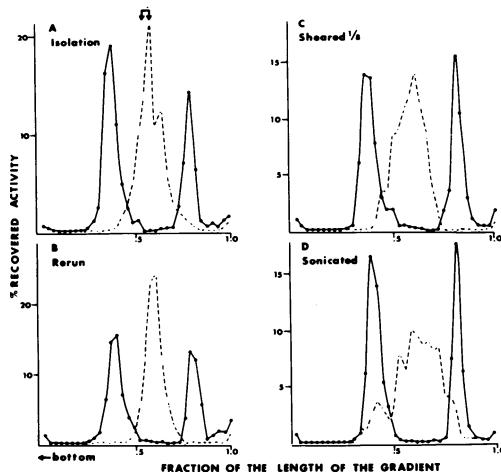 A
Isolation
20
10
.5
1.0
B
Rerun
20
10
.5
1.0
C
Sheared 1/8
15
10
5
.5
1.0
D
Sonicated
15
10
5
.5
1.0
% RECOVERED ACTIVITY
←bottom
FRACTION OF THE LENGTH OF THE GRADIENT